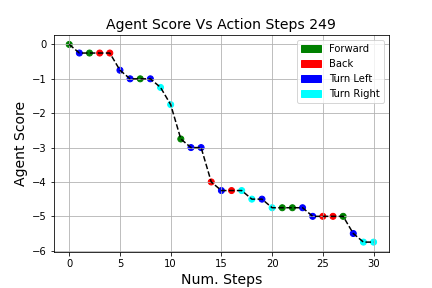 Agent Score Vs Action Steps 249
Agent Score
0
−1
−2
−3
−4
−5
−6
Forward
Back
Turn Left
Turn Right
0 5 10 15 20 25 30
Num. Steps